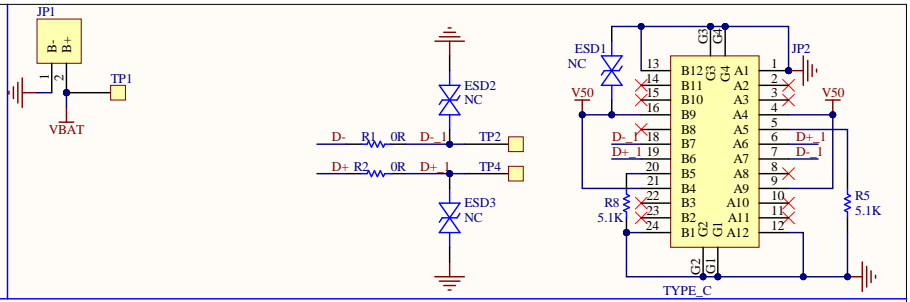 JP1
B-
B+
1
2
TP1
VBAT
ESD2
NC
D- R1 0R D-_1 TP2
D+ R2 0R D+_1 TP4
ESD3
NC
ESD1
NC
V50
G3
G4
JP2
13 B12 G3 G4 A1 1
14 B11 A2 2
15 B10 A3 3
16 B9 A4 4
V50
B8 A5 5
D-_1 18 B7 A6 6 D+_1
D+_1 19 B6 A7 7 D-_1
20 B5 A8 8
21 B4 A9 9
22 B3 A10 10
23 B2 A11 11
24 B1 G2 G1 A12 12
R8
5.1K
R5
5.1K
G2
G1
TYPE_C